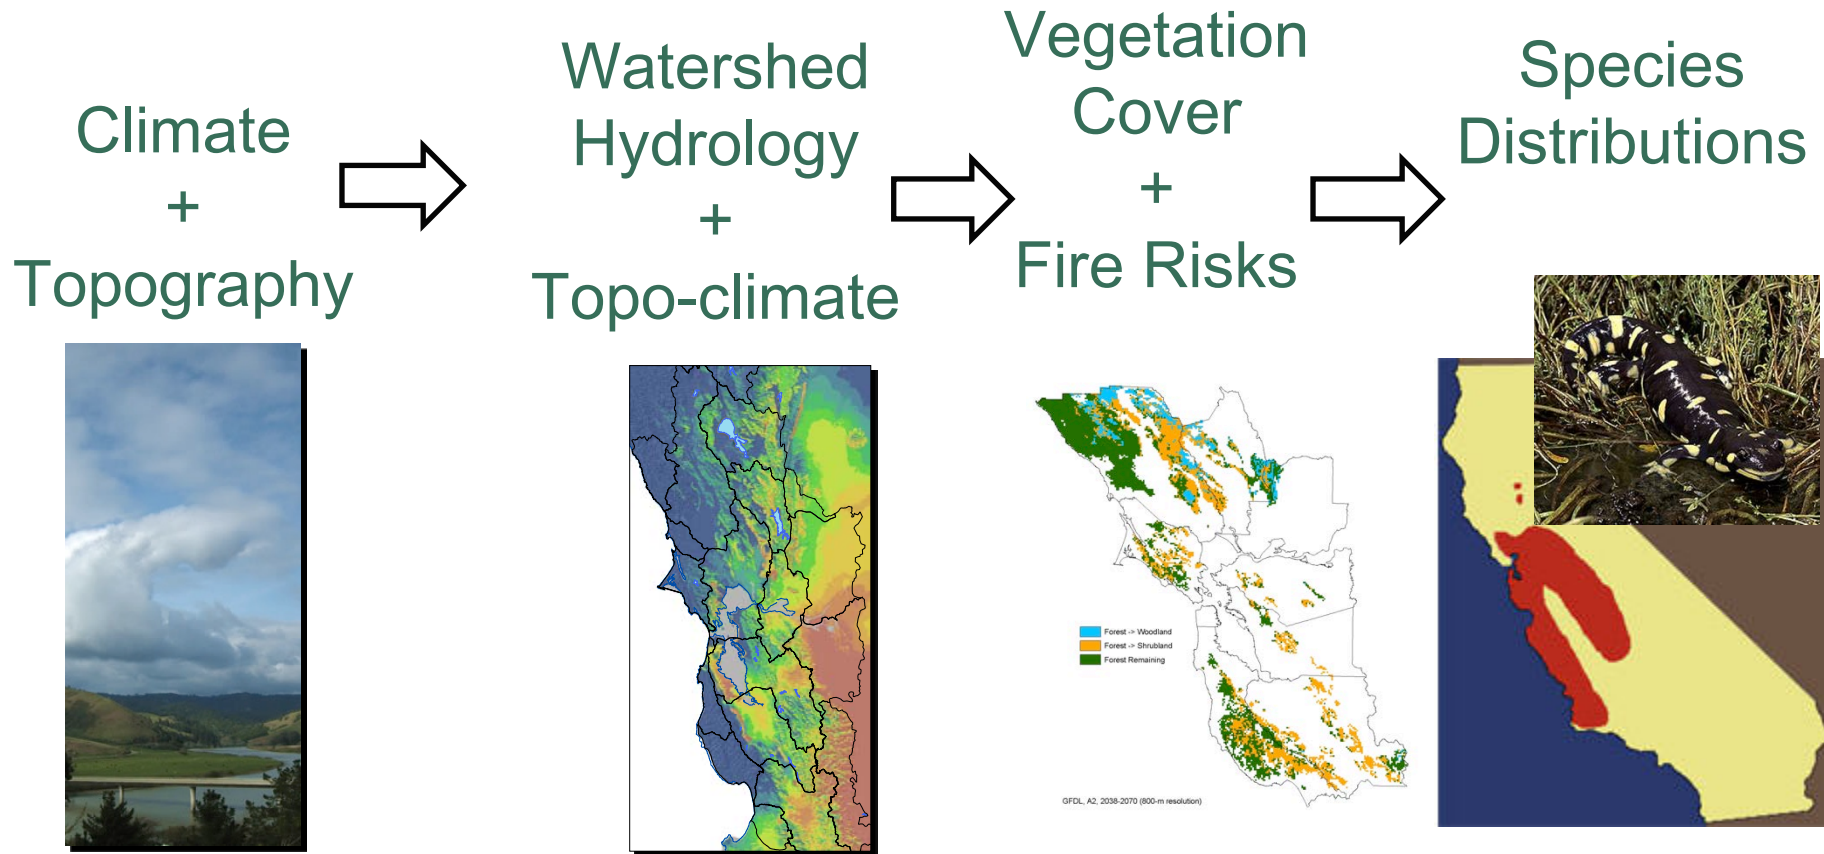 Climate
+
Topography
Watershed
Hydrology
+
Topo-climate
Vegetation
Cover
+
Fire Risks
Species
Distributions
Forest -> Woodland
Forest -> Shrubland
Forest Remaining
GFDL, A2, 2038-2070 (800-m resolution)